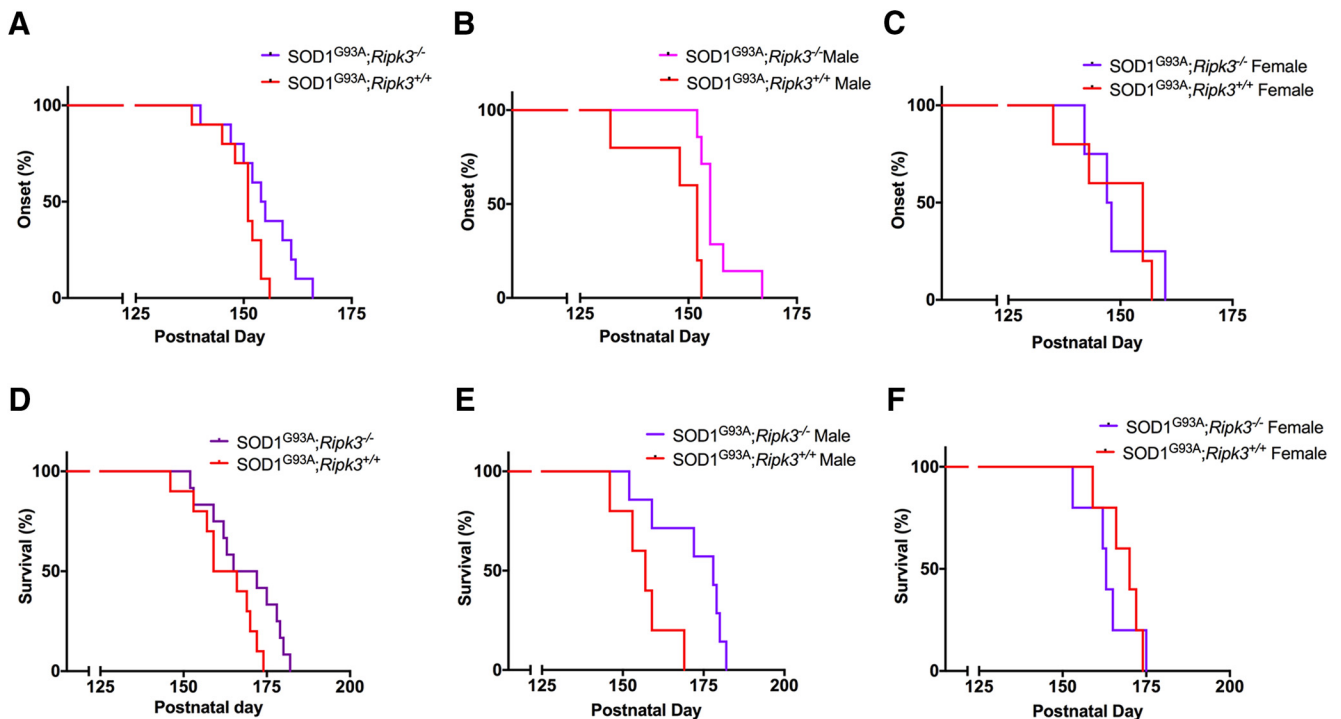 A
SOD1G93A;Ripk3-/-
SOD1G93A;Ripk3+/+
100
50
0
Onset (%)
125
150
175
Postnatal Day
B
SOD1G93A;Ripk3-/-Male
SOD1G93A;Ripk3+/+ Male
100
50
0
Onset (%)
125
150
175
Postnatal Day
C
SOD1G93A;Ripk3-/- Female
SOD1G93A;Ripk3+/+ Female
100
50
0
Onset (%)
125
150
175
Postnatal Day
D
SOD1G93A;Ripk3-/-
SOD1G93A;Ripk3+/+
100
50
0
Survival (%)
125
150
175
200
Postnatal day
E
SOD1G93A;Ripk3-/- Male
SOD1G93A;Ripk3+/+ Male
100
50
0
Survival (%)
125
150
175
200
Postnatal Day
F
SOD1G93A;Ripk3-/- Female
SOD1G93A;Ripk3+/+ Female
100
50
0
Survival (%)
125
150
175
200
Postnatal Day